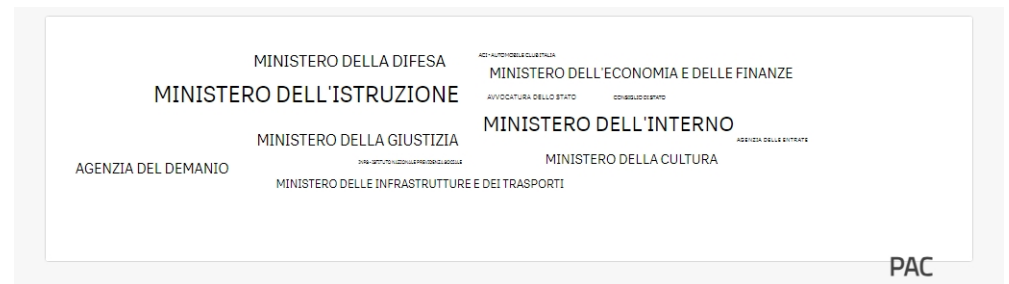 ACI - AUTOMOBILE CLUB ITALIA
MINISTERO DELLA DIFESA
MINISTERO DELL'ECONOMIA E DELLE FINANZE
MINISTERO DELL'ISTRUZIONE
AVVOCATURA DELLO STATO
CONSIGLIO DI STATO
MINISTERO DELL'INTERNO
MINISTERO DELLA GIUSTIZIA
AGENZIA DELLE ENTRATE
MINISTERO DELLA CULTURA
INPS - ISTITUTO NAZIONALE PREVIDENZA SOCIALE
AGENZIA DEL DEMANIO
MINISTERO DELLE INFRASTRUTTURE E DEI TRASPORTI
PAC